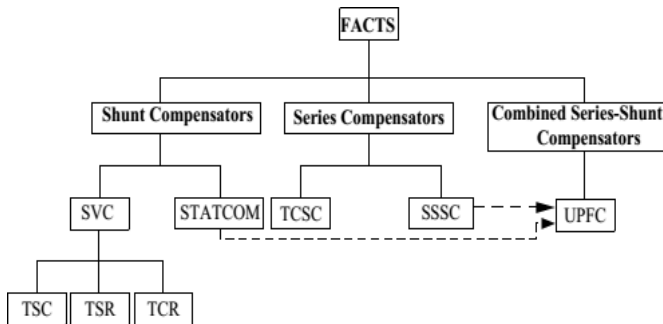 FACTS
Shunt Compensators
Series Compensators
Combined Series-Shunt
Compensators
SVC
STATCOM
TCSC
SSSC
UPFC
TSC
TSR
TCR